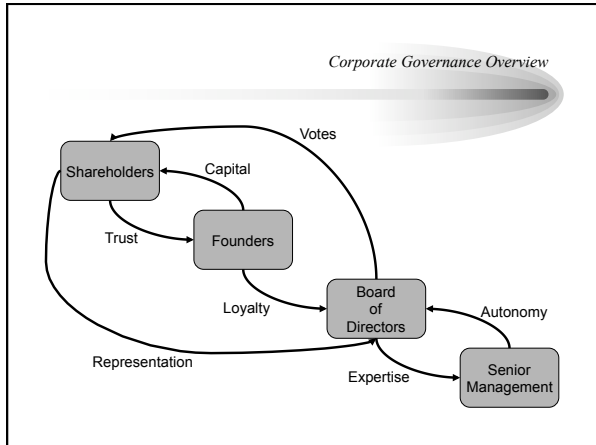 Corporate Governance Overview
Votes
Shareholders
Capital
Trust
Founders
Loyalty
Board
of
Directors
Autonomy
Representation
Expertise
Senior
Management